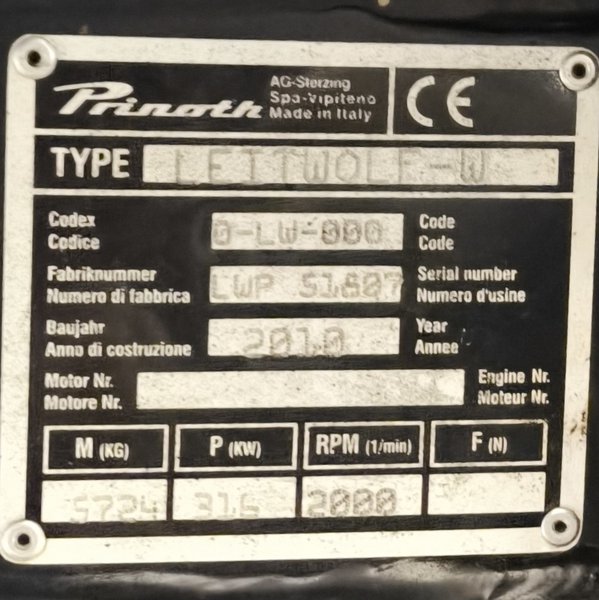 Prinoth AG-Sterzing
Spa-Vipiteno
Made in Italy
CE
TYPE LEITWOLF-W
Codex 0-LW-000 Code
Codice Code
Fabriknummer LWP 51807 Serial number
Numero di fabbrica Numero d'usine
Baujahr 2010 Year
Anno di costruzione Annee
Motor Nr. Engine Nr.
Motore Nr. Moteur Nr.
M (KG) P (KW) RPM (1/min) F (N)
5724 316 2000